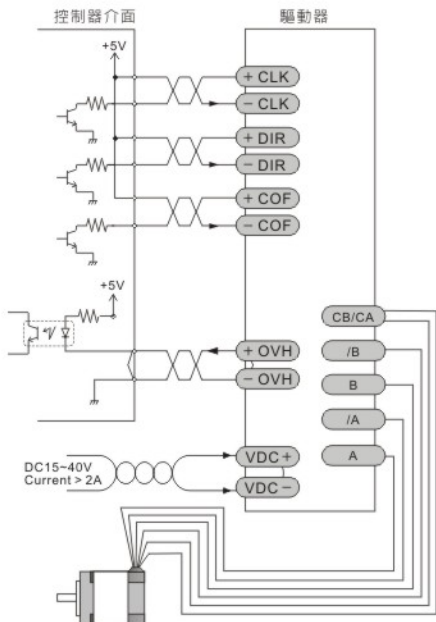 控制器介面
驅動器
+5V
+ CLK
− CLK
+ DIR
− DIR
+ COF
− COF
+5V
CB/CA
+ OVH
/B
− OVH
B
/A
VDC +
A
DC15~40V
Current > 2A
VDC −